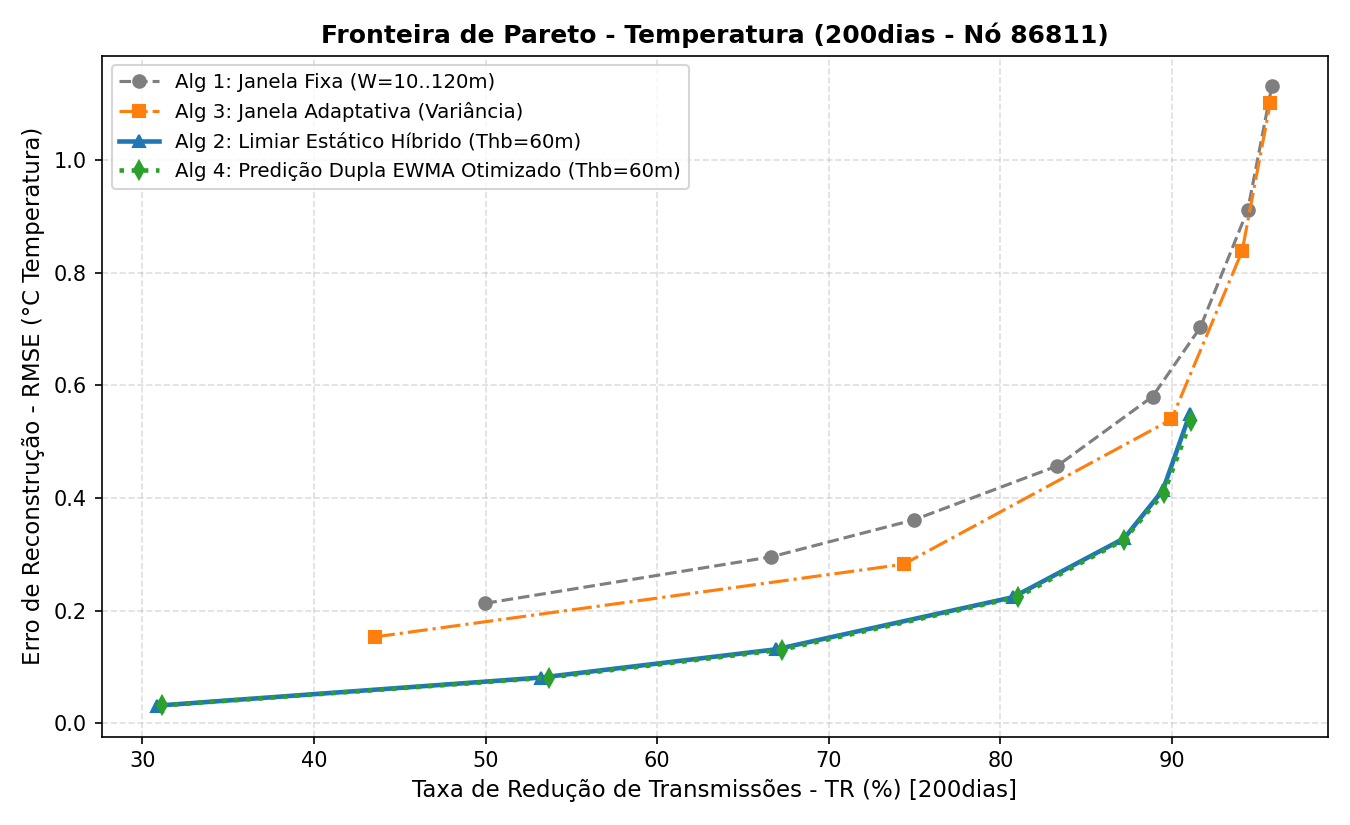 Fronteira de Pareto - Temperatura (200dias - Nó 86811)
Alg 1: Janela Fixa (W=10..120m)
Alg 3: Janela Adaptativa (Variância)
Alg 2: Limiar Estático Híbrido (Thb=60m)
Alg 4: Predição Dupla EWMA Otimizado (Thb=60m)
Erro de Reconstrução - RMSE (°C Temperatura)
1.0
0.8
0.6
0.4
0.2
0.0
30 40 50 60 70 80 90
Taxa de Redução de Transmissões - TR (%) [200dias]